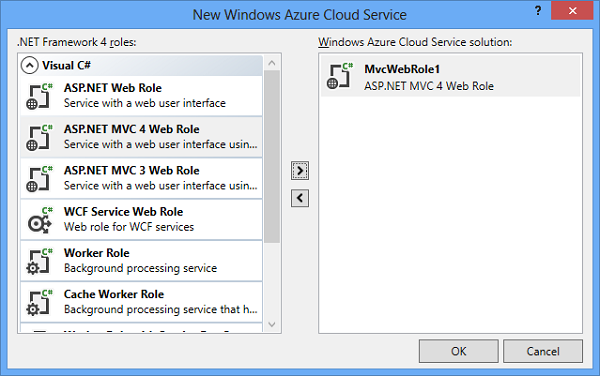 New Windows Azure Cloud Service
? ×
.NET Framework 4 roles:
Visual C#
C#
ASP.NET Web Role
Service with a web user interface
C#
ASP.NET MVC 4 Web Role
Service with a web user interface usin...
C#
ASP.NET MVC 3 Web Role
Service with a web user interface usin...
C#
WCF Service Web Role
Web role for WCF services
C#
Worker Role
Background processing service
C#
Cache Worker Role
Background processing service that h...
>
<
Windows Azure Cloud Service solution:
C#
MvcWebRole1
ASP.NET MVC 4 Web Role
OK
Cancel